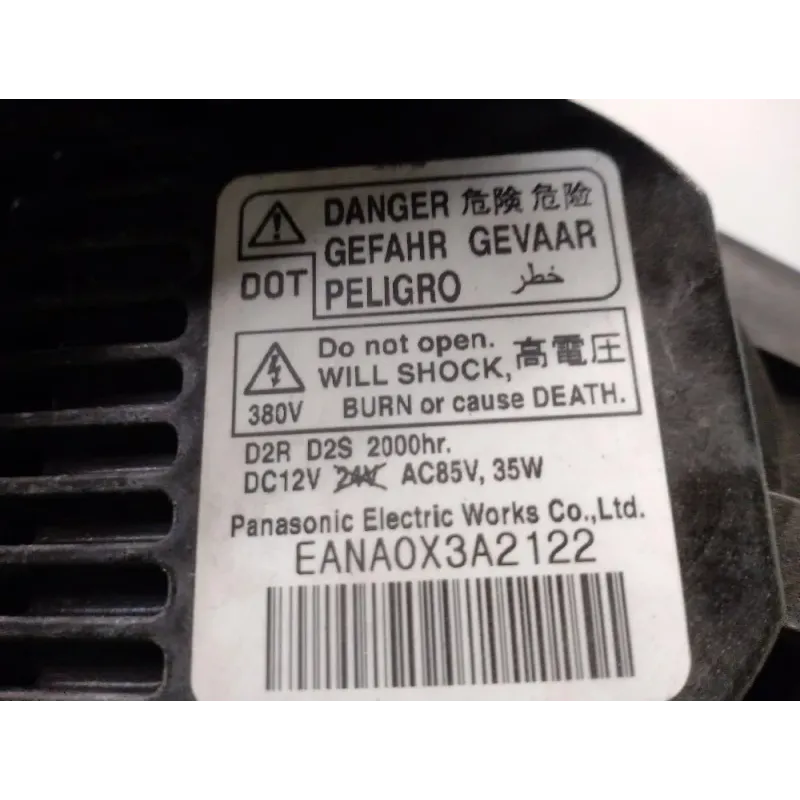 DANGER 危険 危险
GEFAHR GEVAAR
DOT PELIGRO خطر
Do not open.
WILL SHOCK, 高電圧
380V BURN or cause DEATH.
D2R D2S 2000hr.
DC12V 24V AC85V, 35W
Panasonic Electric Works Co.,Ltd.
EANA0X3A2122